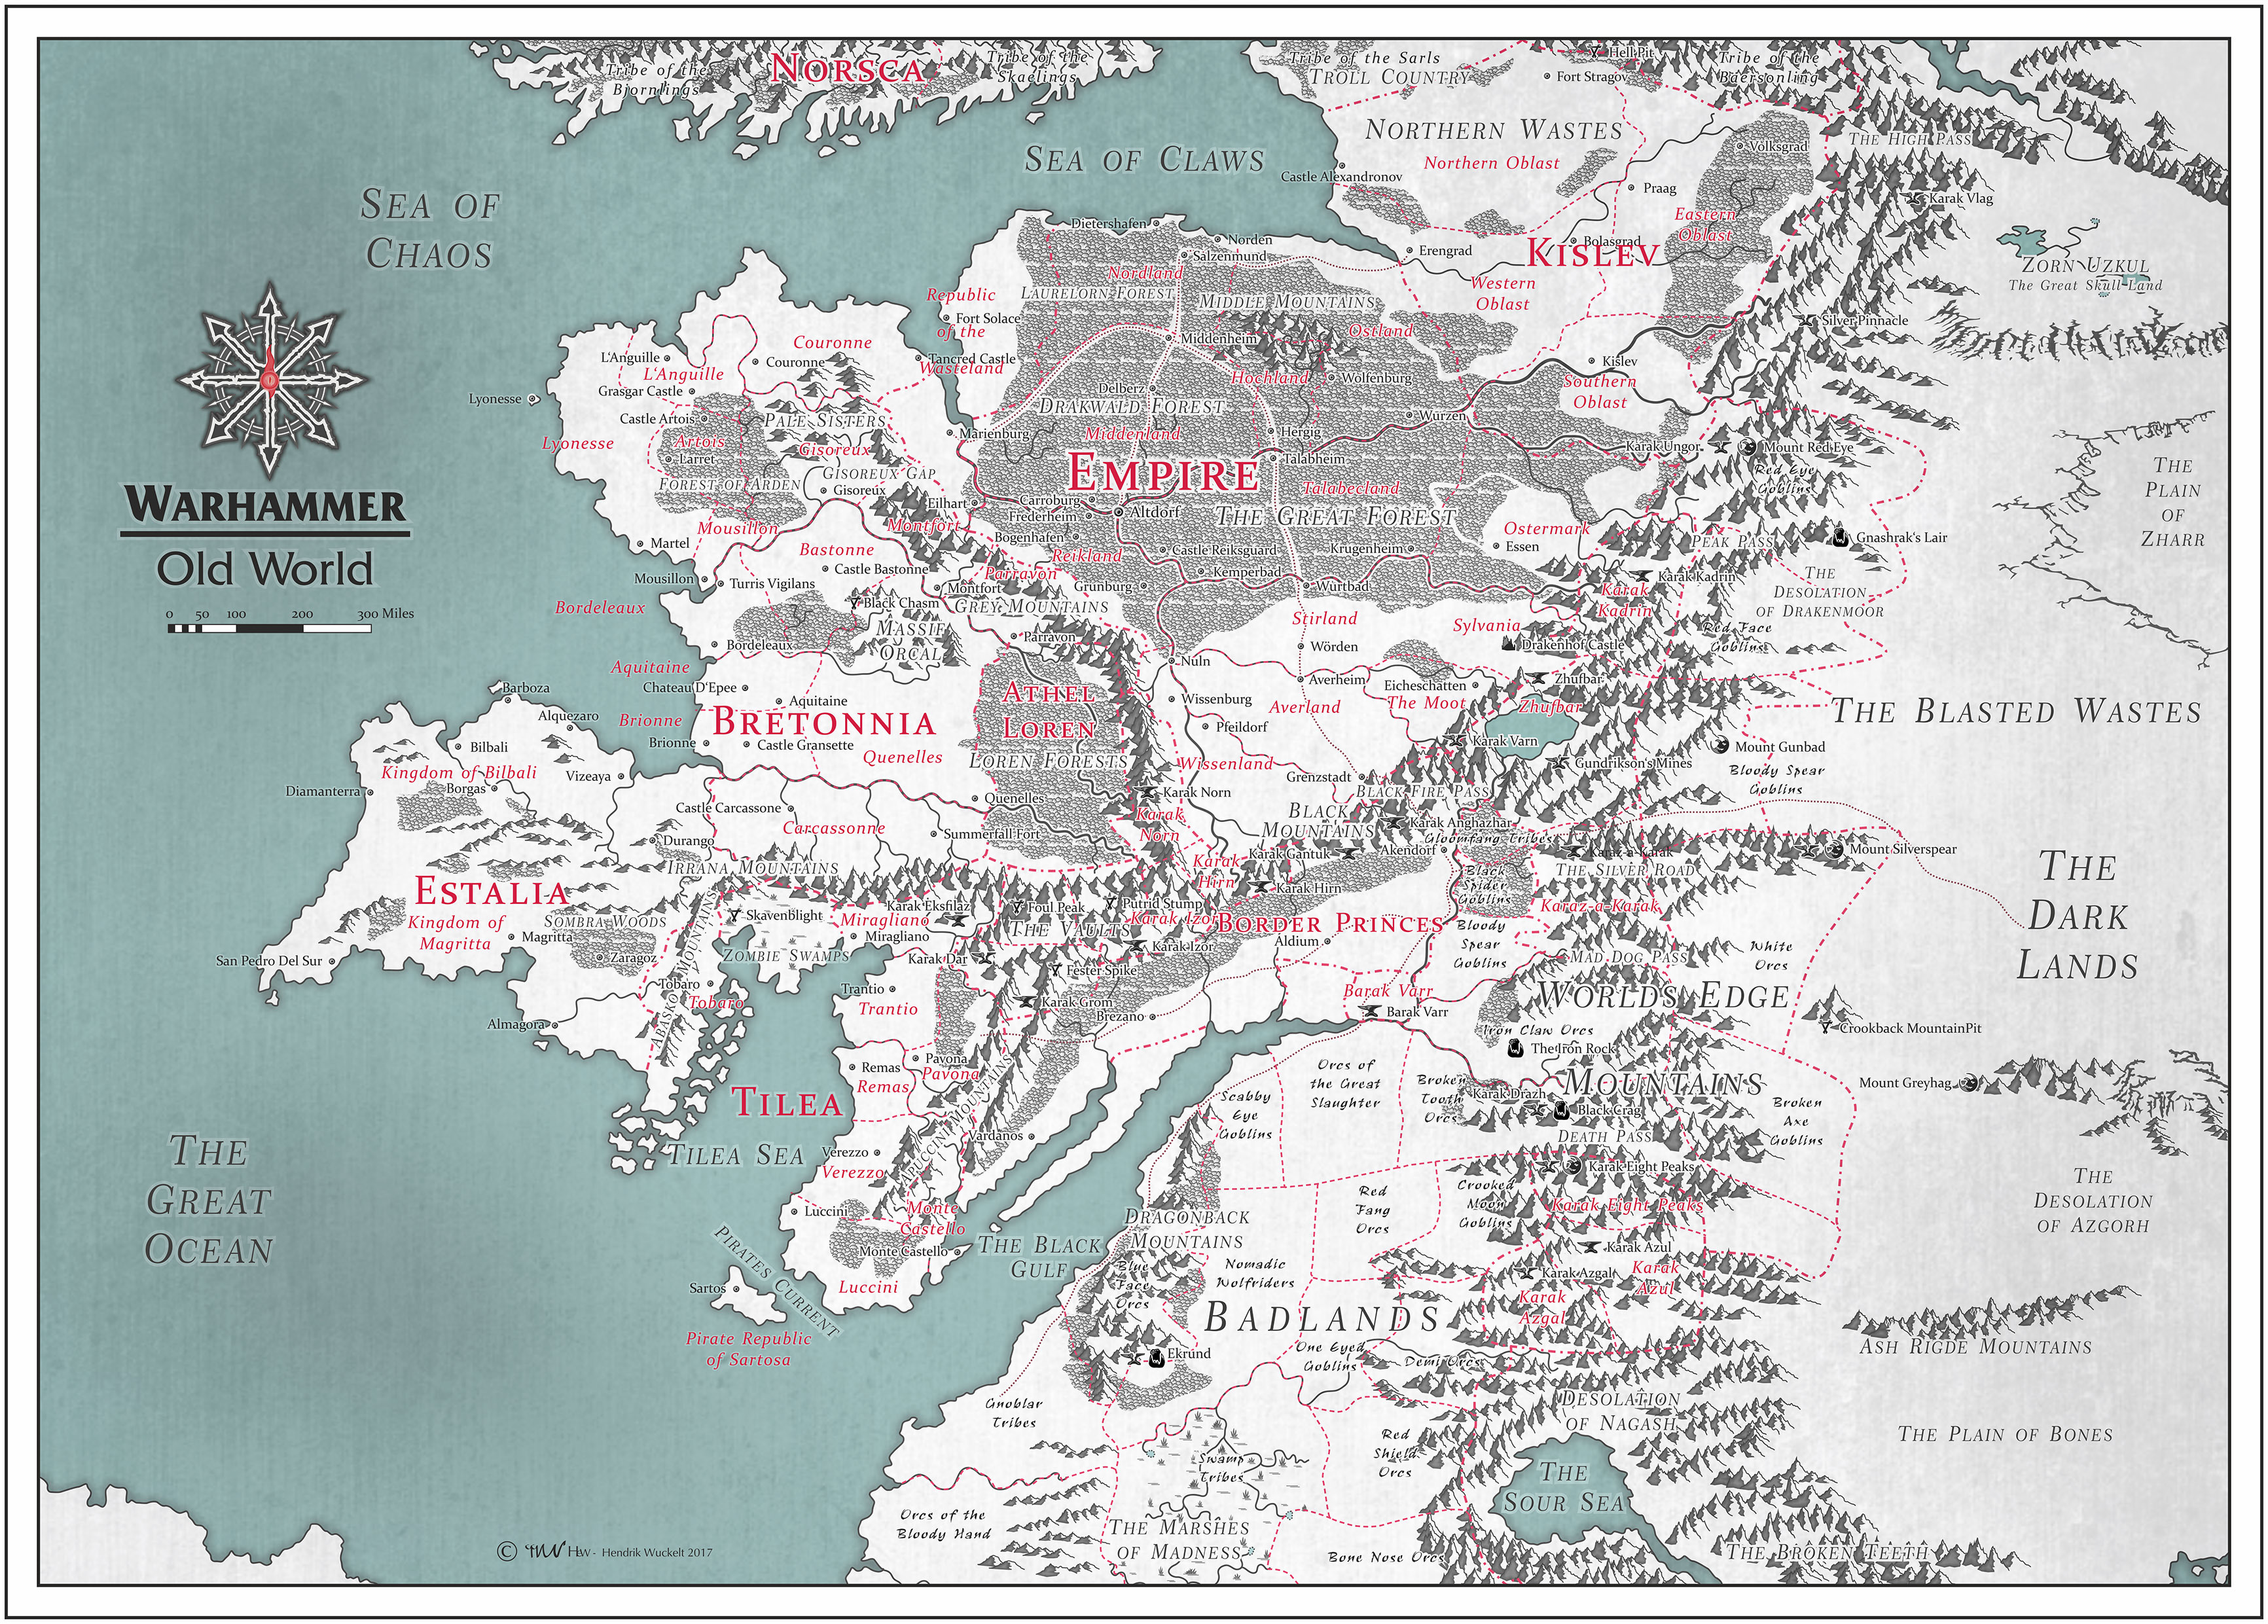 NORSCA
Tribe of the
Bjornlings
Tribe of the
Skaelings
Tribe of the Sarls
TROLL COUNTRY
Hell Pit
Fort Stragov
Tribe of the
Baersonling
SEA OF CLAWS
NORTHERN WASTES
Northern Oblast
THE HIGH PASS
Volksgrad
Castle Alexandronov
Praag
Karak Vlag
SEA OF
CHAOS
Dietershafen
Norden
Salzenmund
Erengrad
KISLEV
Bolasgrad
Eastern
Oblast
ZORN UZKUL
The Great Skull Land
Nordland
LAURELORN FOREST
MIDDLE MOUNTAINS
Western
Oblast
Republic
of the
Wasteland
Fort Solace
Ostland
Silver Pinnacle
Middenheim
Couronne
Couronne
L'Anguille
L'Anguille
Tancred Castle
Kislev
Southern
Oblast
Grasgar Castle
Delberz
Hochland
Wolfenburg
Lyonesse
DRAKWALD FOREST
Castle Artois
PALE SISTERS
Wurzen
Lyonesse
Artois
Gisoreux
Marienburg
Middenland
Hergig
Karak Ungor
Mount Red Eye
Larret
EMPIRE
Talabheim
Red Eye
Goblins
FOREST OF ARDEN
GISOREUX GAP
Gisoreux
Talabecland
THE
PLAIN
OF
ZHARR
WARHAMMER
Old World
0 50 100 200 300 Miles
Eilhart
Carroburg
Frederheim
Altdorf
THE GREAT FOREST
Mousillon
Montfort
Bogenhafen
Ostermark
PEAK PASS
Gnashrak's Lair
Martel
Bastonne
Reikland
Castle Reiksguard
Krugenheim
Essen
Castle Bastonne
Parravon
Kemperbad
Karak Kadrin
THE
DESOLATION
OF DRAKENMOOR
Mousillon
Turris Vigilans
Montfort
Grunburg
Wurtbad
Karak
Kadrin
Bordeleaux
Black Chasm
GREY MOUNTAINS
Stirland
Sylvania
Red Face
Goblins
MASSIF
ORCAL
Parravon
Bordeleaux
Wörden
Drakenhof Castle
Nuln
Aquitaine
Chateau D'Epee
Averheim
Eicheschatten
Zhufbar
Barboza
Aquitaine
ATHEL
LOREN
Wissenburg
Averland
The Moot
Zhufbar
THE BLASTED WASTES
Alquezaro
Brionne
BRETONNIA
Pfeildorf
Bilbali
Brionne
Castle Gransette
Karak Varn
Mount Gunbad
Quenelles
LOREN FORESTS
Wissenland
Gundrikson's Mines
Kingdom of Bilbali
Vizeaya
Grenzstadt
Bloody Spear
Goblins
Diamanterra
Borgas
Karak Norn
BLACK FIRE PASS
Quenelles
Castle Carcassone
BLACK
MOUNTAINS
Karak
Norn
Karak Anghazhar
Carcassonne
Summerfall Fort
Gloomfang Tribes
Durango
Karak Gantuk
Akendorf
Karaz-a-Karak
Mount Silverspear
IRRANA MOUNTAINS
Karak
Hirn
Karak Hirn
Black
Spider
Goblins
THE SILVER ROAD
THE
DARK
LANDS
ESTALIA
Karaz-a-Karak
Kingdom of
Magritta
SOMBRA WOODS
Skavenblight
Miragliano
Karak Eksfilaz
Foul Peak
Putrid Stump
Karak Izor
BORDER PRINCES
Magritta
Miragliano
THE VAULTS
Karak Izor
Aldium
Bloody
Spear
Goblins
White
Orcs
San Pedro Del Sur
Zaragoz
ZOMBIE SWAMPS
Karak Dar
Fester Spike
MAD DOG PASS
Tobaro
Tobaro
Trantio
Trantio
Barak Varr
WORLDS EDGE
MOUNTAINS
ABASKO MOUNTAINS
Karak Grom
Brezano
Barak Varr
Almagora
Iron Claw Orcs
The Iron Rock
Crookback MountainPit
Pavona
Pavona
Remas
Remas
Orcs of
the Great
Slaughter
Broken
Tooth
Orcs
Karak Drazh
Mount Greyhag
TILEA
Scabby
Eye
Goblins
Black Crag
Broken
Axe
Goblins
APUCCINI MOUNTAINS
Vardanos
DEATH PASS
TILEA SEA
Verezzo
Verezzo
Karak Eight Peaks
THE
GREAT
OCEAN
Red
Fang
Orcs
Crooked
Moon
Goblins
Karak Eight Peaks
THE
DESOLATION
OF AZGORH
Luccini
Monte
Castello
DRAGONBACK
MOUNTAINS
PIRATES CURRENT
Monte Castello
THE BLACK
GULF
Karak Azul
Blue
Face
Orcs
Nomadic
Wolfriders
Karak Azgal
Karak
Azul
Sartos
Luccini
Karak
Azgal
BADLANDS
Pirate Republic
of Sartosa
Ekrund
One Eyed
Goblins
Demi Orcs
ASH RIGDE MOUNTAINS
Gnoblar
Tribes
DESOLATION
OF NAGASH
THE PLAIN OF BONES
Swamp
Tribes
Red
Shield
Orcs
THE
SOUR SEA
Orcs of the
Bloody Hand
THE MARSHES
OF MADNESS
Bone Nose Orcs
THE BROKEN TEETH
© HW - Hendrik Wuckelt 2017